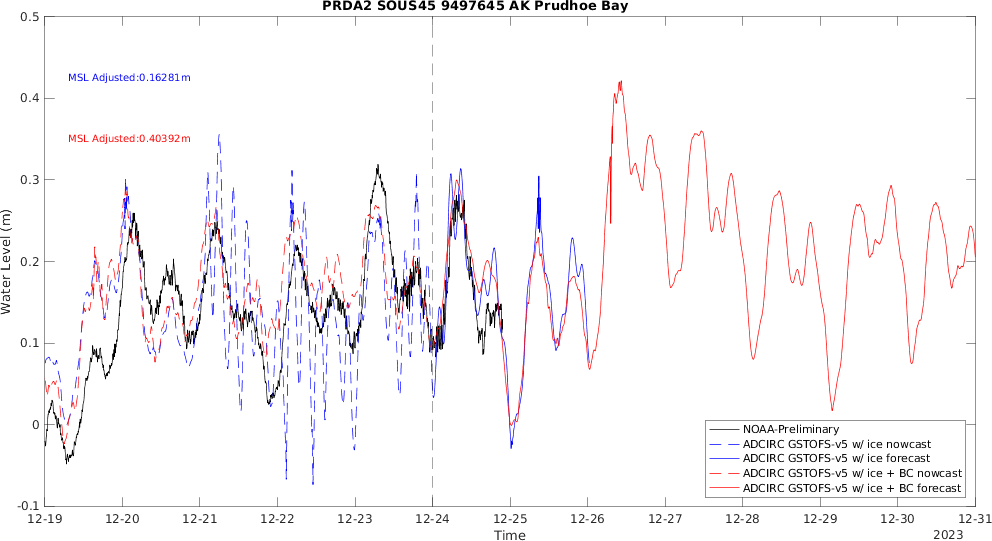 PRDA2 SOUS45 9497645 AK Prudhoe Bay
0.5
0.4
0.3
0.2
0.1
0
-0.1
Water Level (m)
MSL Adjusted:0.16281m
MSL Adjusted:0.40392m
NOAA-Preliminary
ADCIRC GSTOFS-v5 w/ ice nowcast
ADCIRC GSTOFS-v5 w/ ice forecast
ADCIRC GSTOFS-v5 w/ ice + BC nowcast
ADCIRC GSTOFS-v5 w/ ice + BC forecast
12-19 12-20 12-21 12-22 12-23 12-24 12-25 12-26 12-27 12-28 12-29 12-30 12-31
Time
2023